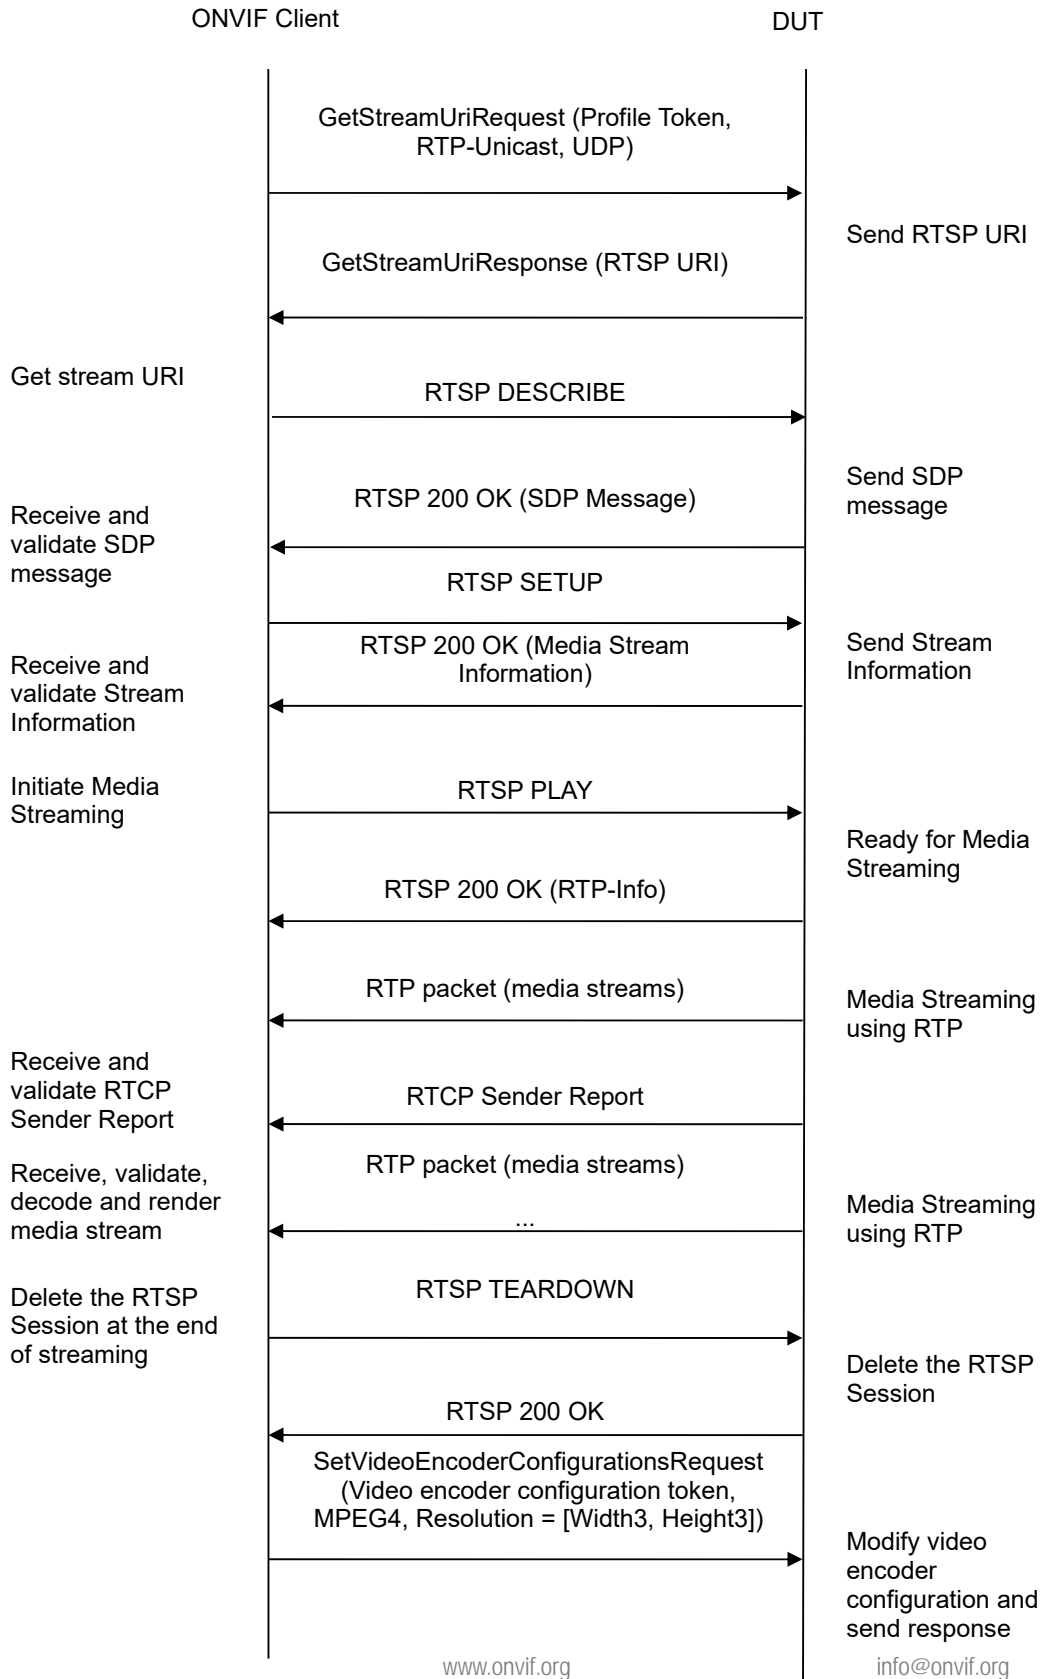 ONVIF Client
DUT
GetStreamUriRequest (Profile Token,
RTP-Unicast, UDP)
Send RTSP URI
GetStreamUriResponse (RTSP URI)
Get stream URI
RTSP DESCRIBE
Send SDP
message
RTSP 200 OK (SDP Message)
Receive and
validate SDP
message
RTSP SETUP
RTSP 200 OK (Media Stream
Information)
Send Stream
Information
Receive and
validate Stream
Information
Initiate Media
Streaming
RTSP PLAY
Ready for Media
Streaming
RTSP 200 OK (RTP-Info)
RTP packet (media streams)
Media Streaming
using RTP
Receive and
validate RTCP
Sender Report
RTCP Sender Report
RTP packet (media streams)
...
Receive, validate,
decode and render
media stream
Media Streaming
using RTP
RTSP TEARDOWN
Delete the RTSP
Session at the end
of streaming
Delete the RTSP
Session
RTSP 200 OK
SetVideoEncoderConfigurationsRequest
(Video encoder configuration token,
MPEG4, Resolution = [Width3, Height3])
Modify video
encoder
configuration and
send response
www.onvif.org
info@onvif.org